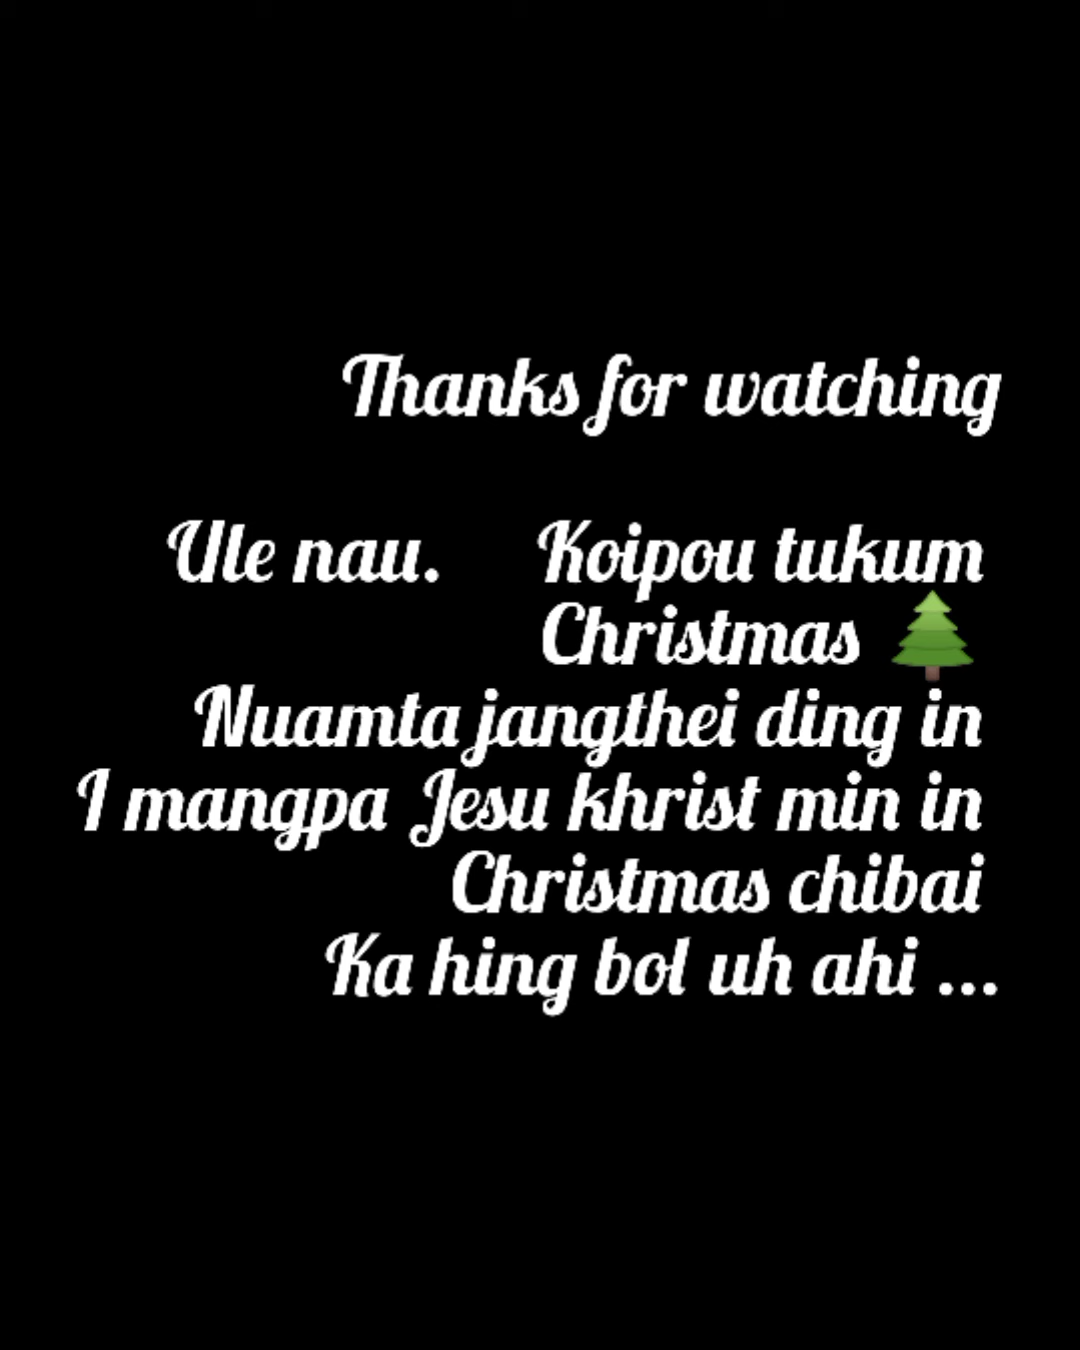 Thanks for watching
Ule nau. Koipou tukum
Christmas 🌲
Nuamta jangthei ding in
I mangpa Jesu khrist min in
Christmas chibai
Ka hing bol uh ahi ...